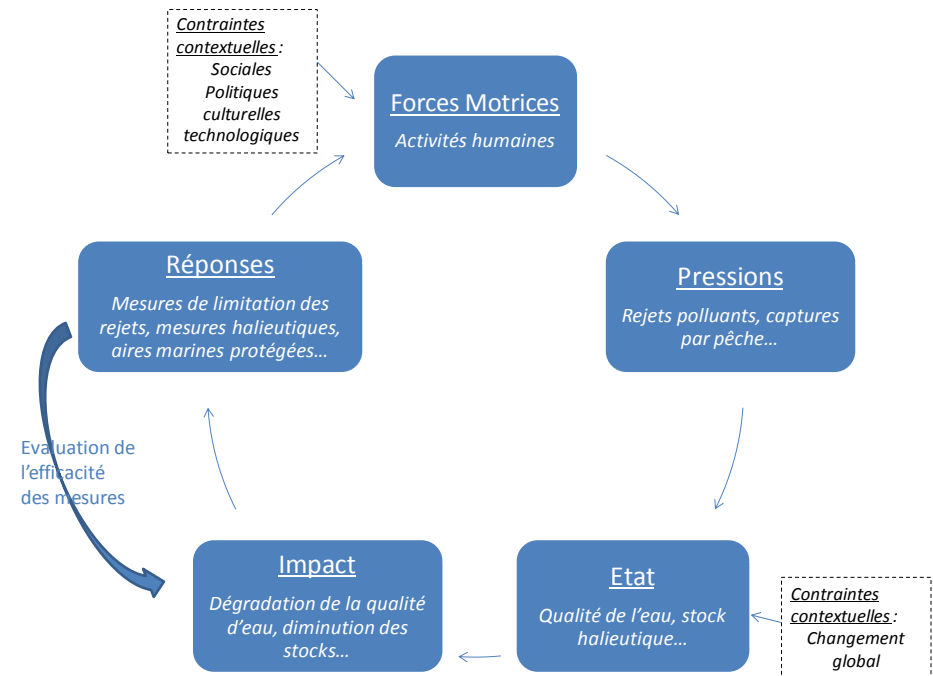 Contraintes
contextuelles :
Sociales
Politiques
culturelles
technologiques
Forces Motrices
Activités humaines
Réponses
Mesures de limitation des
rejets, mesures halieutiques,
aires marines protégées…
Pressions
Rejets polluants, captures
par pêche…
Evaluation de
l’efficacité
des mesures
Impact
Dégradation de la qualité
d’eau, diminution des
stocks…
Etat
Qualité de l’eau, stock
halieutique…
Contraintes
contextuelles :
Changement
global